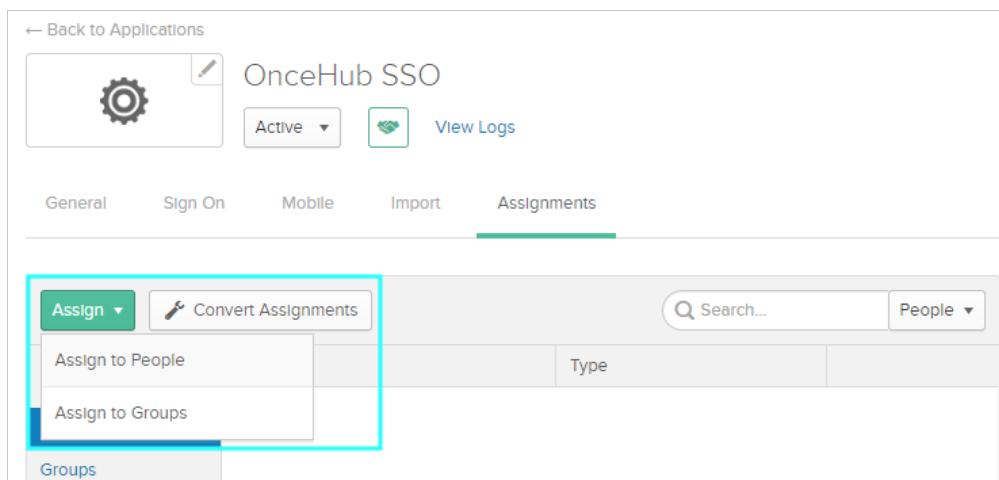 ← Back to Applications
OnceHub SSO
Active
View Logs
General Sign On Mobile Import Assignments
Assign Convert Assignments Search... People
Assign to People Type
Assign to Groups
Groups